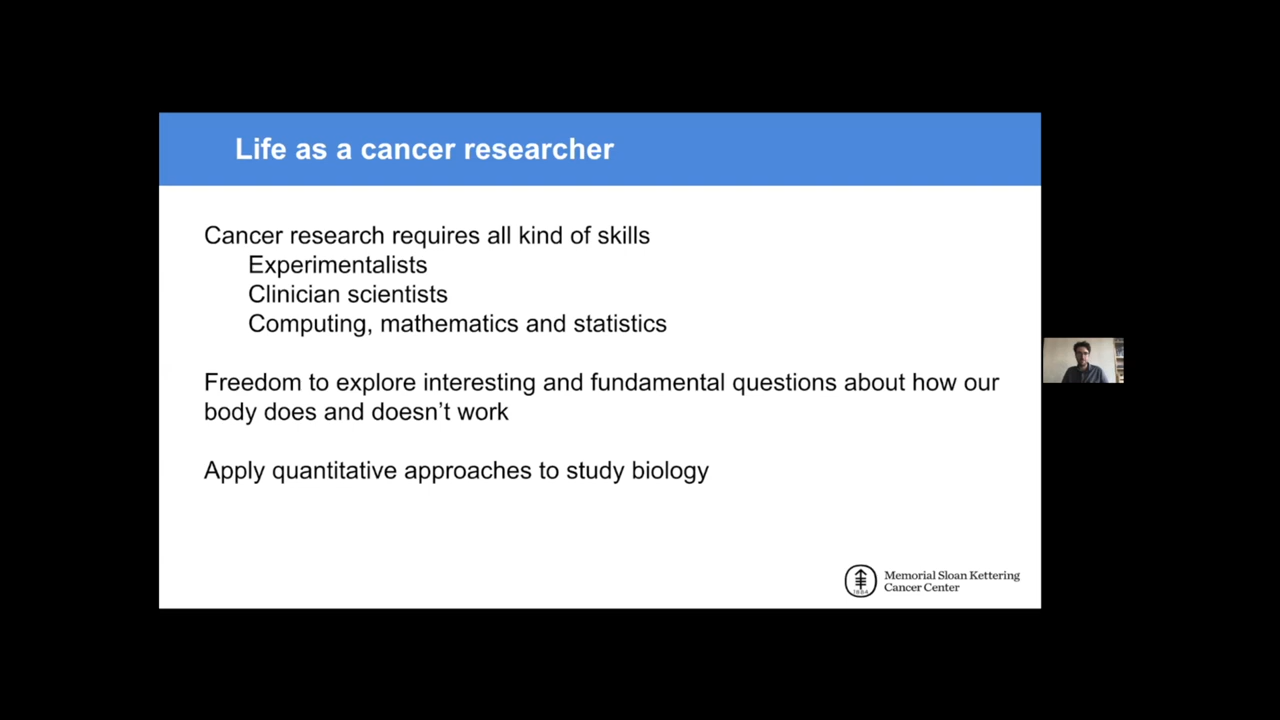 Life as a cancer researcher
Cancer research requires all kind of skills
Experimentalists
Clinician scientists
Computing, mathematics and statistics
Freedom to explore interesting and fundamental questions about how our
body does and doesn’t work
Apply quantitative approaches to study biology
1884
Memorial Sloan Kettering
Cancer Center